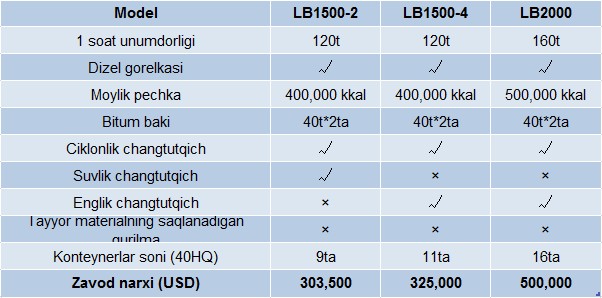 Model LB1500-2 LB1500-4 LB2000
1 soat unumdorligi 120t 120t 160t
Dizel gorelkasi ✓ ✓ ✓
Moylik pechka 400,000 kkal 400,000 kkal 500,000 kkal
Bitum baki 40t*2ta 40t*2ta 40t*2ta
Ciklonlik changtutqich ✓ ✓ ✓
Suvlik changtutqich ✓ × ×
Englik changtutqich × ✓ ✓
Tayyor materialning saqlanadigan
qurilma × × ×
Konteynerlar soni (40HQ) 9ta 11ta 16ta
Zavod narxi (USD) 303,500 325,000 500,000